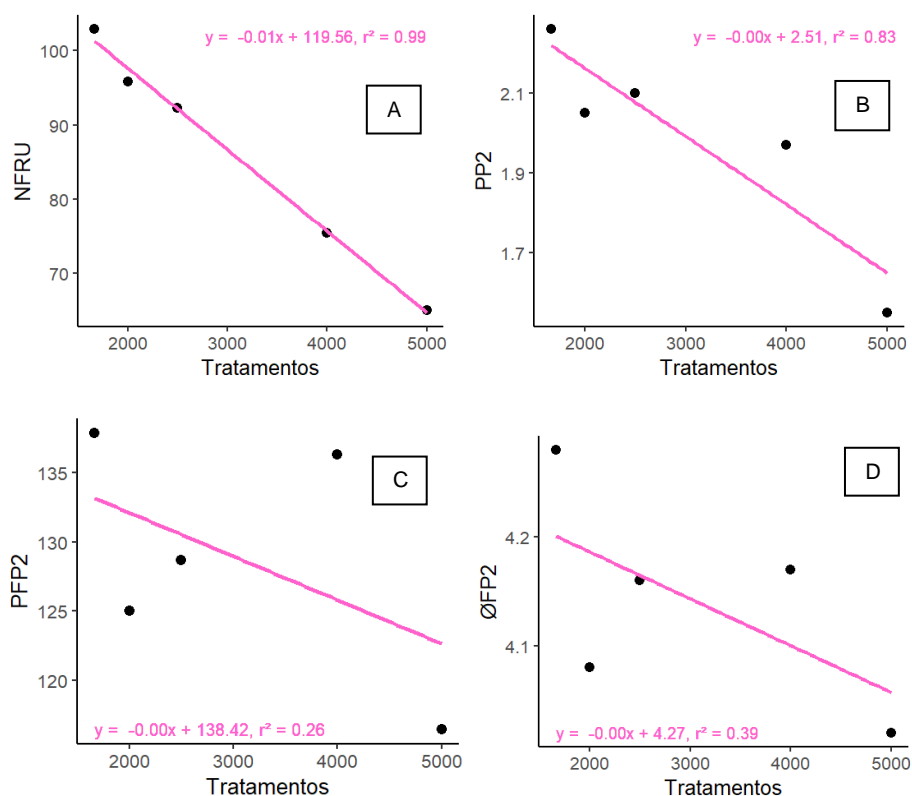 y = -0.01x + 119.56, r² = 0.99
A
100
90
80
70
NFRU
2000
3000
4000
5000
Tratamentos
y = -0.00x + 2.51, r² = 0.83
B
2.1
1.9
1.7
PP2
2000
3000
4000
5000
Tratamentos
C
135
130
125
120
PFP2
y = -0.00x + 138.42, r² = 0.26
2000
3000
4000
5000
Tratamentos
D
4.2
4.1
ØFP2
y = -0.00x + 4.27, r² = 0.39
2000
3000
4000
5000
Tratamentos